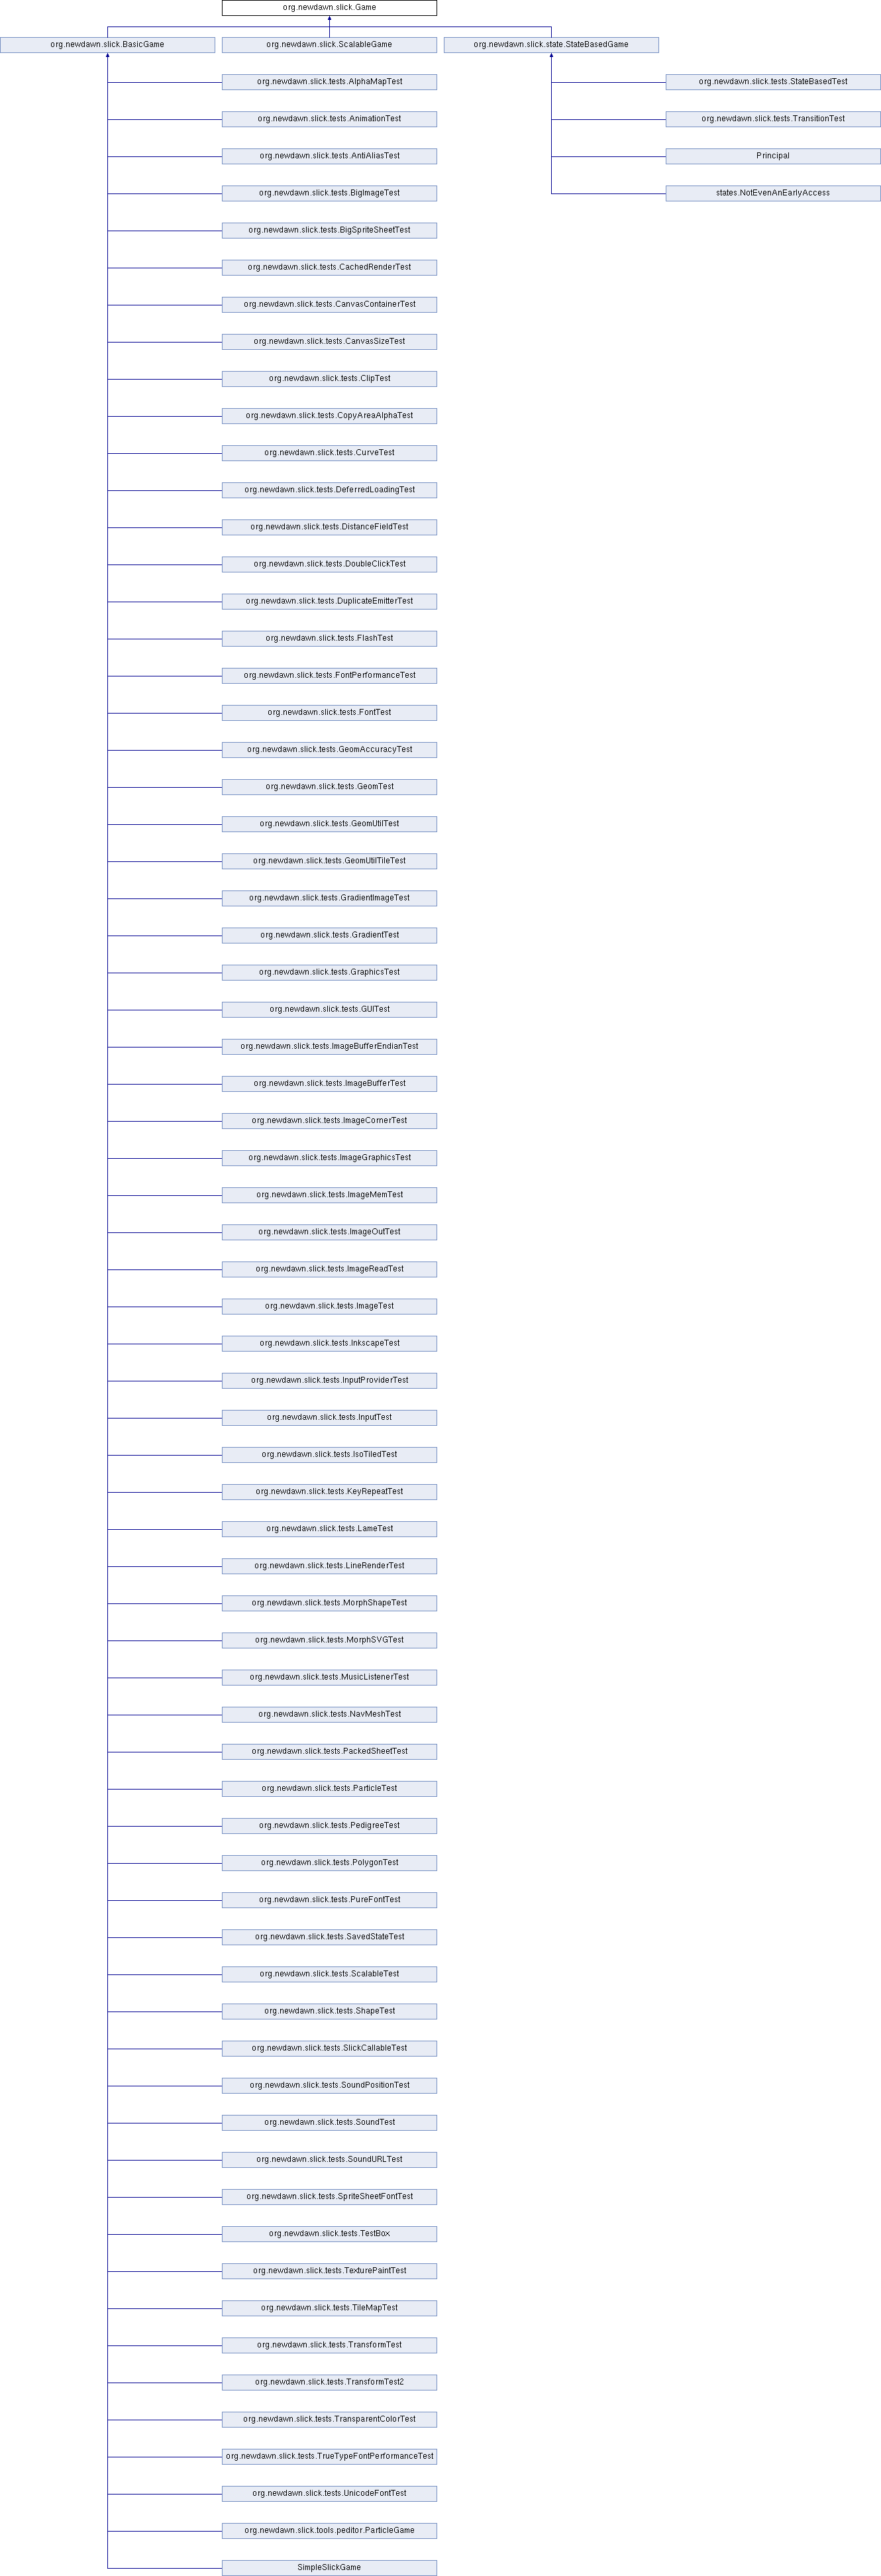 org.newdawn.slick.Game
org.newdawn.slick.BasicGame
org.newdawn.slick.ScalableGame
org.newdawn.slick.state.StateBasedGame
org.newdawn.slick.tests.AlphaMapTest
org.newdawn.slick.tests.StateBasedTest
org.newdawn.slick.tests.AnimationTest
org.newdawn.slick.tests.TransitionTest
org.newdawn.slick.tests.AntiAliasTest
Principal
org.newdawn.slick.tests.BigImageTest
states.NotEvenAnEarlyAccess
org.newdawn.slick.tests.BigSpriteSheetTest
org.newdawn.slick.tests.CachedRenderTest
org.newdawn.slick.tests.CanvasContainerTest
org.newdawn.slick.tests.CanvasSizeTest
org.newdawn.slick.tests.ClipTest
org.newdawn.slick.tests.CopyAreaAlphaTest
org.newdawn.slick.tests.CurveTest
org.newdawn.slick.tests.DeferredLoadingTest
org.newdawn.slick.tests.DistanceFieldTest
org.newdawn.slick.tests.DoubleClickTest
org.newdawn.slick.tests.DuplicateEmitterTest
org.newdawn.slick.tests.FlashTest
org.newdawn.slick.tests.FontPerformanceTest
org.newdawn.slick.tests.FontTest
org.newdawn.slick.tests.GeomAccuracyTest
org.newdawn.slick.tests.GeomTest
org.newdawn.slick.tests.GeomUtilTest
org.newdawn.slick.tests.GeomUtilTileTest
org.newdawn.slick.tests.GradientImageTest
org.newdawn.slick.tests.GradientTest
org.newdawn.slick.tests.GraphicsTest
org.newdawn.slick.tests.GUITest
org.newdawn.slick.tests.ImageBufferEndianTest
org.newdawn.slick.tests.ImageBufferTest
org.newdawn.slick.tests.ImageCornerTest
org.newdawn.slick.tests.ImageGraphicsTest
org.newdawn.slick.tests.ImageMemTest
org.newdawn.slick.tests.ImageOutTest
org.newdawn.slick.tests.ImageReadTest
org.newdawn.slick.tests.ImageTest
org.newdawn.slick.tests.InkscapeTest
org.newdawn.slick.tests.InputProviderTest
org.newdawn.slick.tests.InputTest
org.newdawn.slick.tests.IsoTiledTest
org.newdawn.slick.tests.KeyRepeatTest
org.newdawn.slick.tests.LameTest
org.newdawn.slick.tests.LineRenderTest
org.newdawn.slick.tests.MorphShapeTest
org.newdawn.slick.tests.MorphSVGTest
org.newdawn.slick.tests.MusicListenerTest
org.newdawn.slick.tests.NavMeshTest
org.newdawn.slick.tests.PackedSheetTest
org.newdawn.slick.tests.ParticleTest
org.newdawn.slick.tests.PedigreeTest
org.newdawn.slick.tests.PolygonTest
org.newdawn.slick.tests.PureFontTest
org.newdawn.slick.tests.SavedStateTest
org.newdawn.slick.tests.ScalableTest
org.newdawn.slick.tests.ShapeTest
org.newdawn.slick.tests.SlickCallableTest
org.newdawn.slick.tests.SoundPositionTest
org.newdawn.slick.tests.SoundTest
org.newdawn.slick.tests.SoundURLTest
org.newdawn.slick.tests.SpriteSheetFontTest
org.newdawn.slick.tests.TestBox
org.newdawn.slick.tests.TexturePaintTest
org.newdawn.slick.tests.TileMapTest
org.newdawn.slick.tests.TransformTest
org.newdawn.slick.tests.TransformTest2
org.newdawn.slick.tests.TransparentColorTest
org.newdawn.slick.tests.TrueTypeFontPerformanceTest
org.newdawn.slick.tests.UnicodeFontTest
org.newdawn.slick.tools.peditor.ParticleGame
SimpleSlickGame